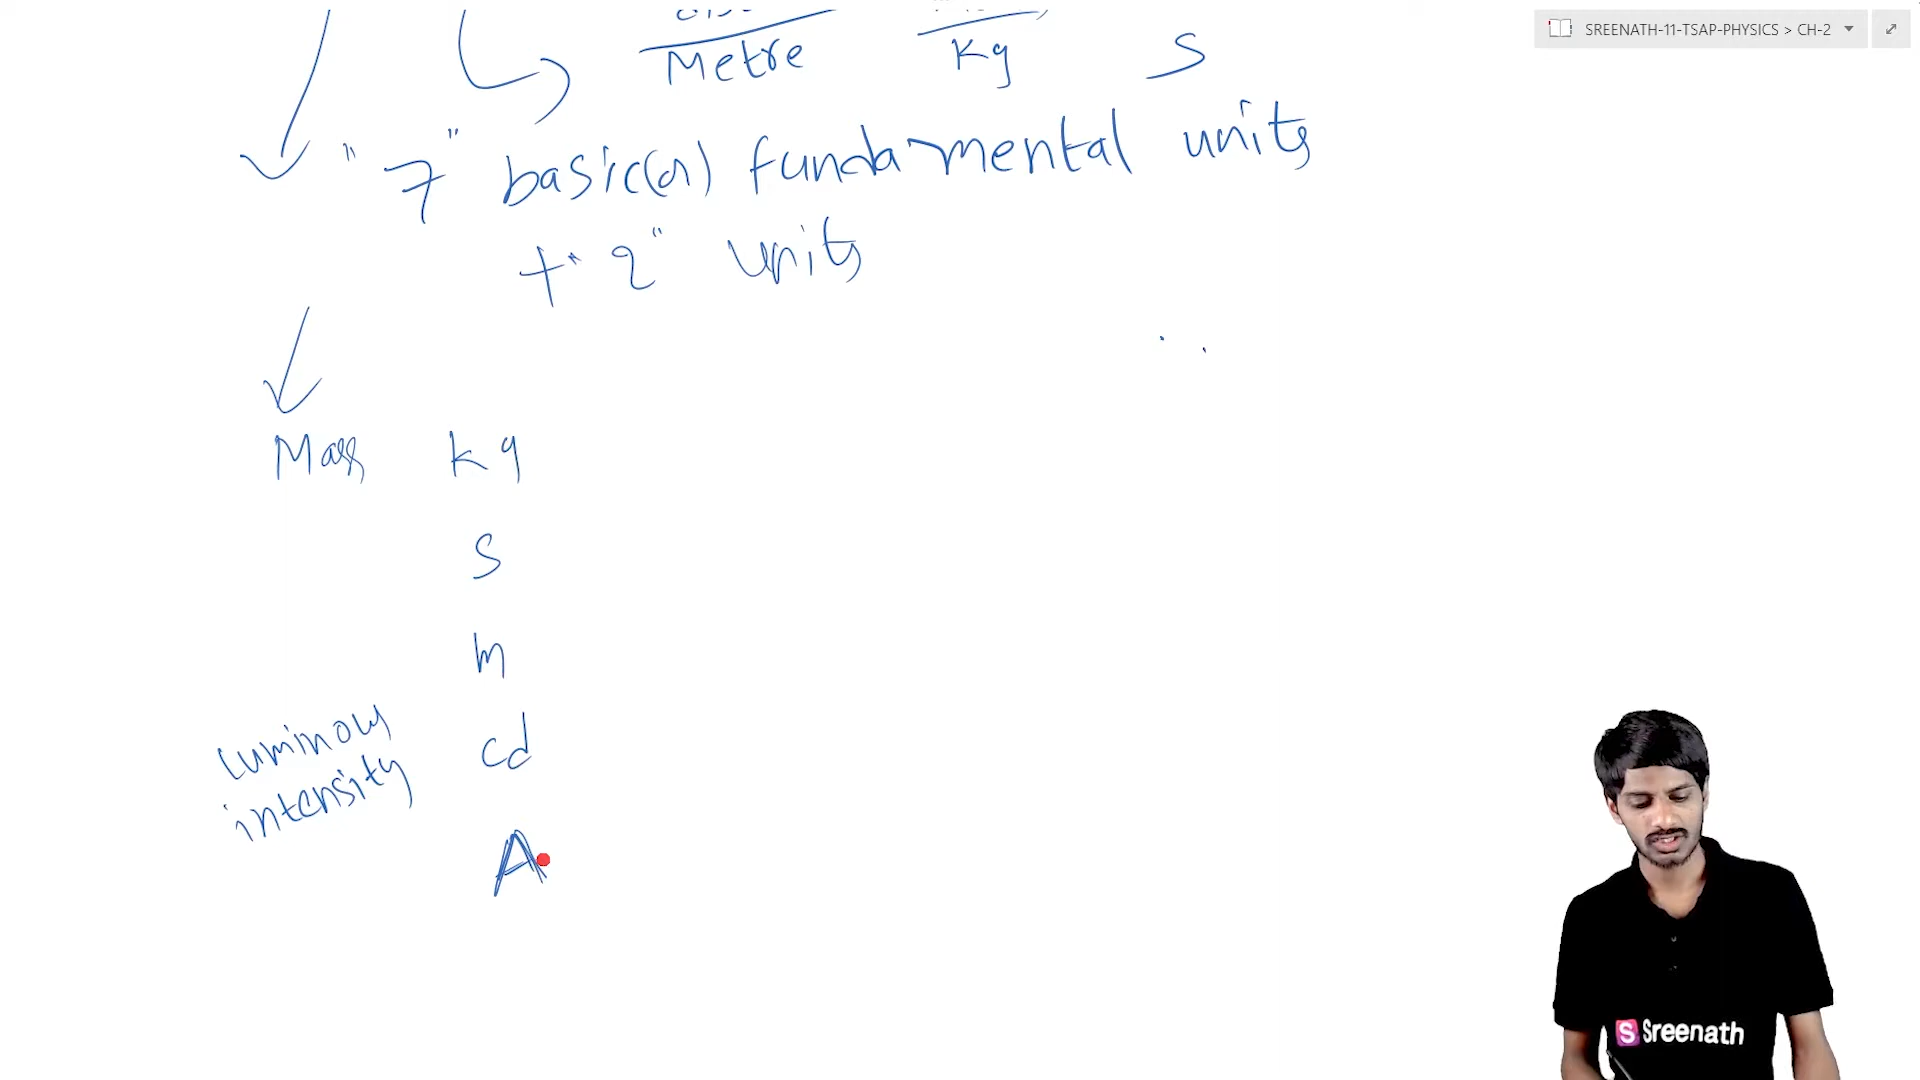 SREENATH-11-TSAP-PHYSICS > CH-2
Metre Kg S
"7" basic(or) fundamental units
+"2" units
Mass kg
s
m
Luminous
intensity
cd
A
S Sreenath